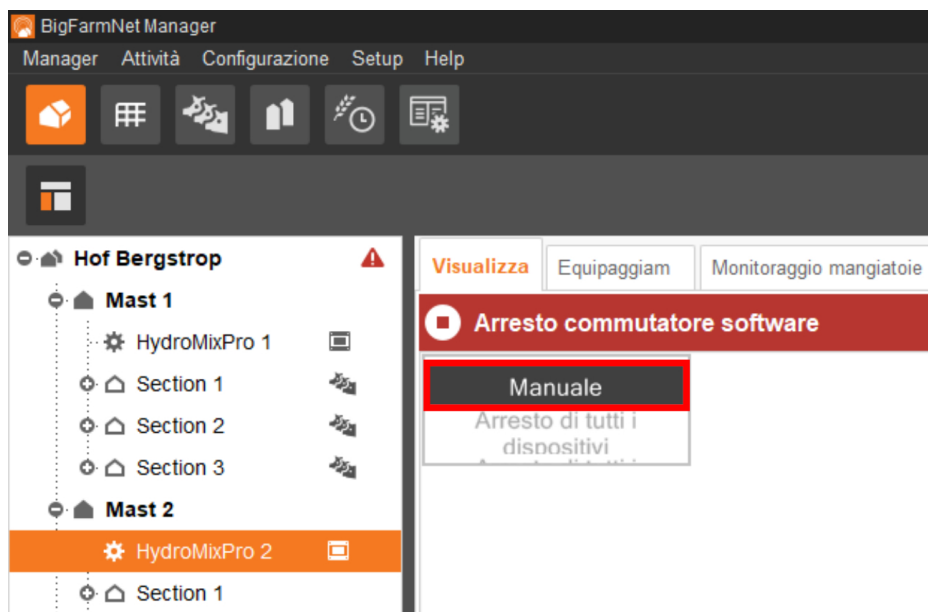 BigFarmNet Manager
Manager Attività Configurazione Setup Help
Hof Bergstrop
Mast 1
HydroMixPro 1
Section 1
Section 2
Section 3
Mast 2
HydroMixPro 2
Section 1
Visualizza Equipaggiam Monitoraggio mangiatoie
Arresto commutatore software
Manuale
Arresto di tutti i
dispositivi